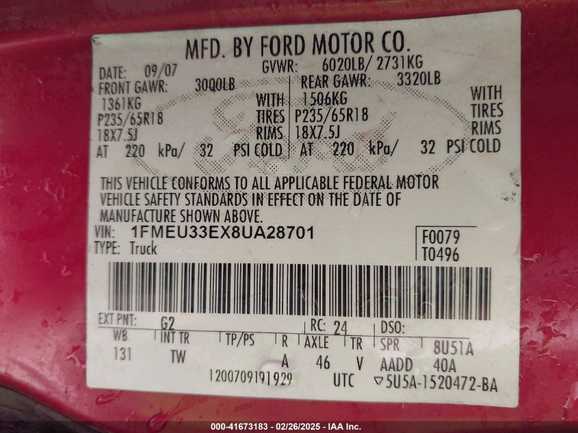 MFD. BY FORD MOTOR CO.
DATE: 09/07 GVWR: 6020LB/ 2731KG
FRONT GAWR: 3000LB REAR GAWR: 3320LB
1361KG WITH 1506KG WITH
P235/65R18 TIRES P235/65R18 TIRES
18X7.5J RIMS 18X7.5J RIMS
AT 220 kPa/ 32 PSI COLD AT 220 kPa/ 32 PSI COLD
THIS VEHICLE CONFORMS TO ALL APPLICABLE FEDERAL MOTOR
VEHICLE SAFETY STANDARDS IN EFFECT ON THE DATE OF
MANUFACTURE SHOWN ABOVE.
VIN: 1FMEU33EX8UA28701 F0079
TYPE: Truck T0496
EXT PNT: G2 RC: 24 DSO:
WB INT TR TP/PS R AXLE TR SPR 8U51A
131 TW A 46 V AADD 40A
1200709191929 UTC ▽5U5A-1520472-BA
000-41673183 - 02/26/2025 - IAA Inc.